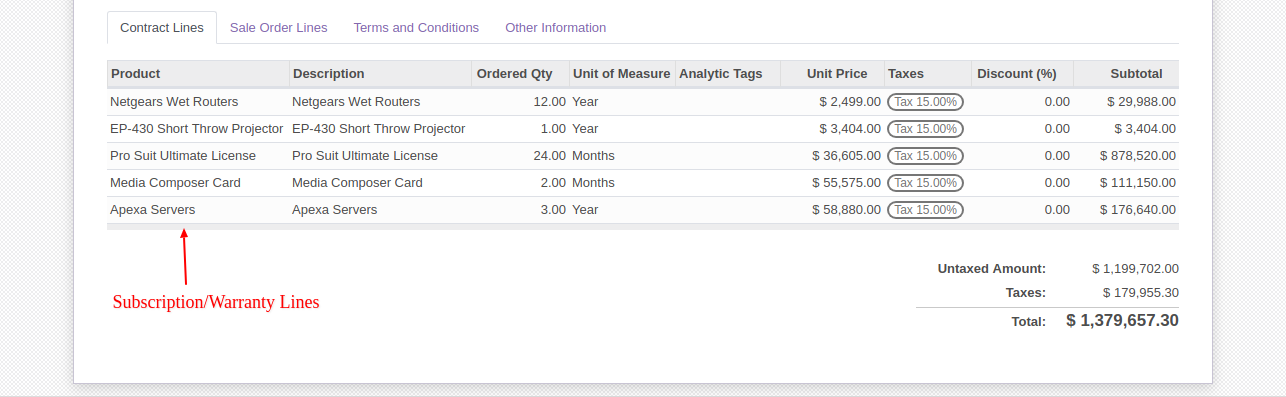 Contract Lines Sale Order Lines Terms and Conditions Other Information
Product Description Ordered Qty Unit of Measure Analytic Tags Unit Price Taxes Discount (%) Subtotal
Netgears Wet Routers Netgears Wet Routers 12.00 Year $ 2,499.00 Tax 15.00% 0.00 $ 29,988.00
EP-430 Short Throw Projector EP-430 Short Throw Projector 1.00 Year $ 3,404.00 Tax 15.00% 0.00 $ 3,404.00
Pro Suit Ultimate License Pro Suit Ultimate License 24.00 Months $ 36,605.00 Tax 15.00% 0.00 $ 878,520.00
Media Composer Card Media Composer Card 2.00 Months $ 55,575.00 Tax 15.00% 0.00 $ 111,150.00
Apexa Servers Apexa Servers 3.00 Year $ 58,880.00 Tax 15.00% 0.00 $ 176,640.00
Untaxed Amount: $ 1,199,702.00
Taxes: $ 179,955.30
Subscription/Warranty Lines
Total: $ 1,379,657.30